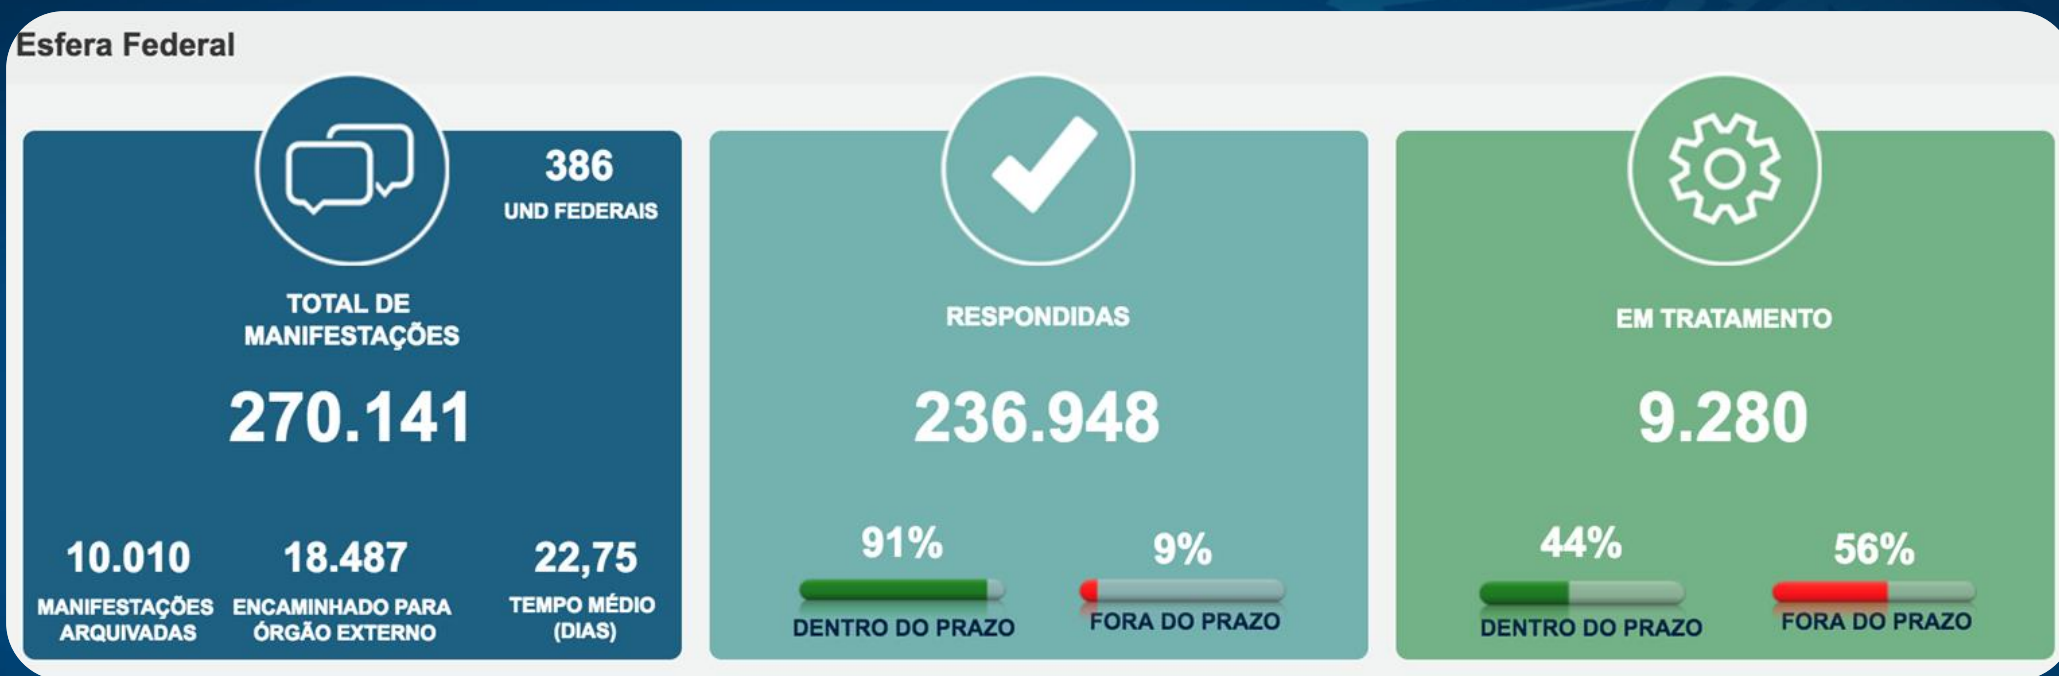 Esfera Federal
386
UND FEDERAIS
TOTAL DE
MANIFESTAÇÕES
270.141
10.010
MANIFESTAÇÕES
ARQUIVADAS
18.487
ENCAMINHADO PARA
ÓRGÃO EXTERNO
22,75
TEMPO MÉDIO
(DIAS)
RESPONDIDAS
236.948
91%
DENTRO DO PRAZO
9%
FORA DO PRAZO
EM TRATAMENTO
9.280
44%
DENTRO DO PRAZO
56%
FORA DO PRAZO